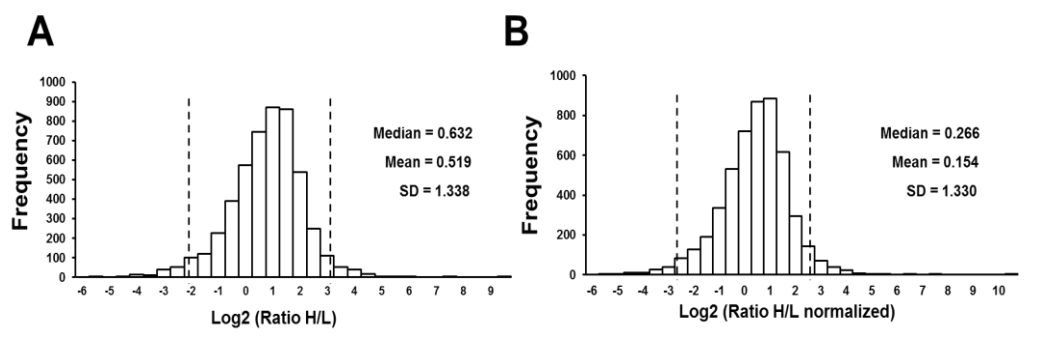 A
Frequency
1000
900
800
700
600
500
400
300
200
100
0
Median = 0.632
Mean = 0.519
SD = 1.338
-6 -5 -4 -3 -2 -1 0 1 2 3 4 5 6 7 8 9
Log2 (Ratio H/L)
B
Frequency
1000
800
600
400
200
0
Median = 0.266
Mean = 0.154
SD = 1.330
-6 -5 -4 -3 -2 -1 0 1 2 3 4 5 6 7 8 9 10
Log2 (Ratio H/L normalized)